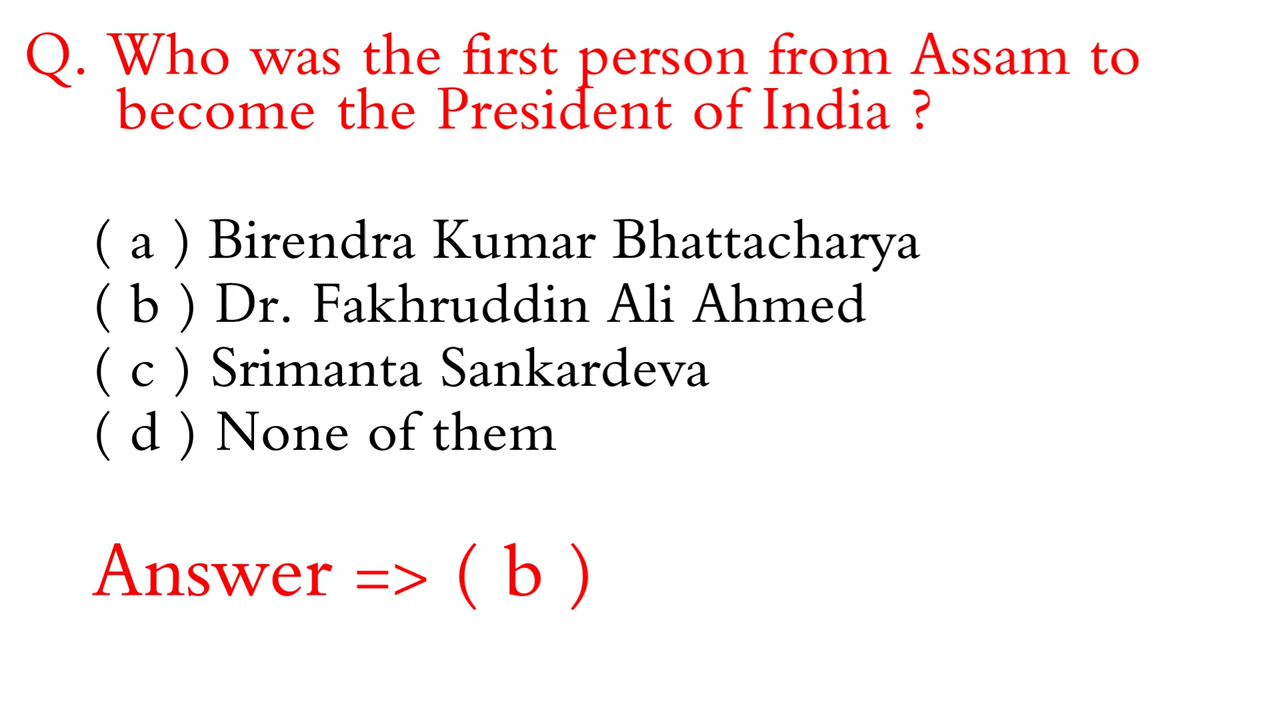 Q. Who was the first person from Assam to
become the President of India ?
( a ) Birendra Kumar Bhattacharya
( b ) Dr. Fakhruddin Ali Ahmed
( c ) Srimanta Sankardeva
( d ) None of them
Answer => ( b )